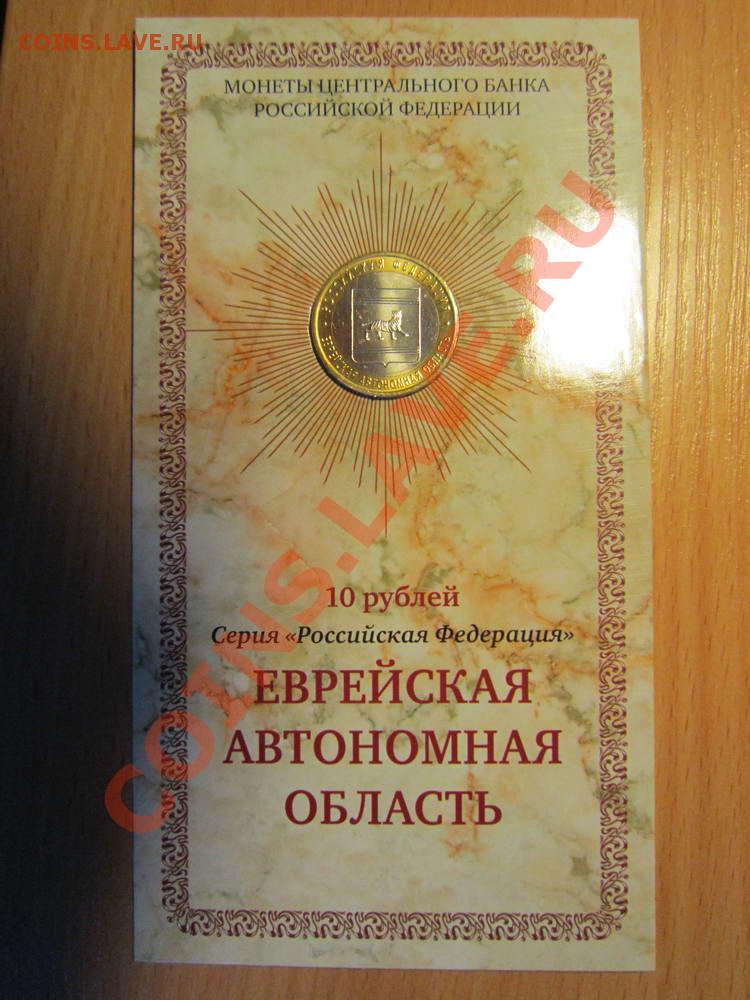 COINS.LAVE.RU
МОНЕТЫ ЦЕНТРАЛЬНОГО БАНКА
РОССИЙСКОЙ ФЕДЕРАЦИИ
РОССИЙСКАЯ ФЕДЕРАЦИЯ
ЕВРЕЙСКАЯ АВТОНОМНАЯ ОБЛАСТЬ
COINS.LAVE.RU
10 рублей
Серия «Российская Федерация»
ЕВРЕЙСКАЯ
АВТОНОМНАЯ
ОБЛАСТЬ